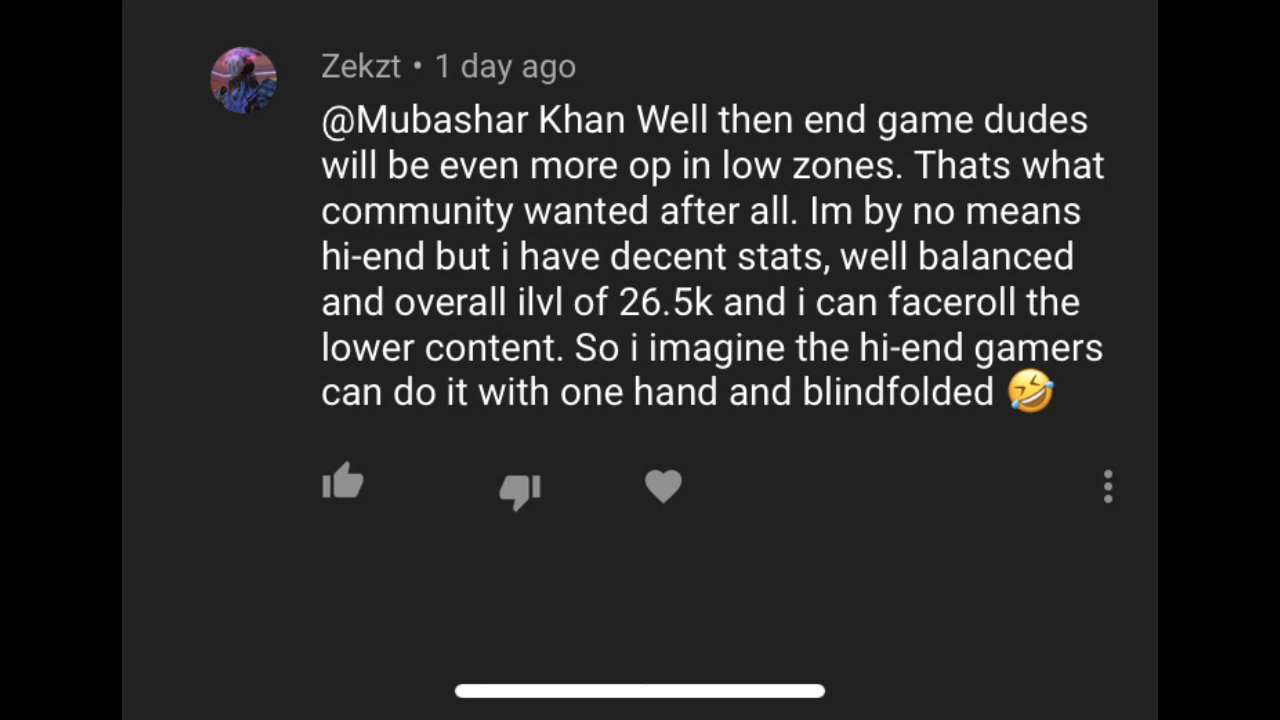 Zekzt • 1 day ago
@Mubashar Khan Well then end game dudes
will be even more op in low zones. Thats what
community wanted after all. Im by no means
hi-end but i have decent stats, well balanced
and overall ilvl of 26.5k and i can faceroll the
lower content. So i imagine the hi-end gamers
can do it with one hand and blindfolded 🤣